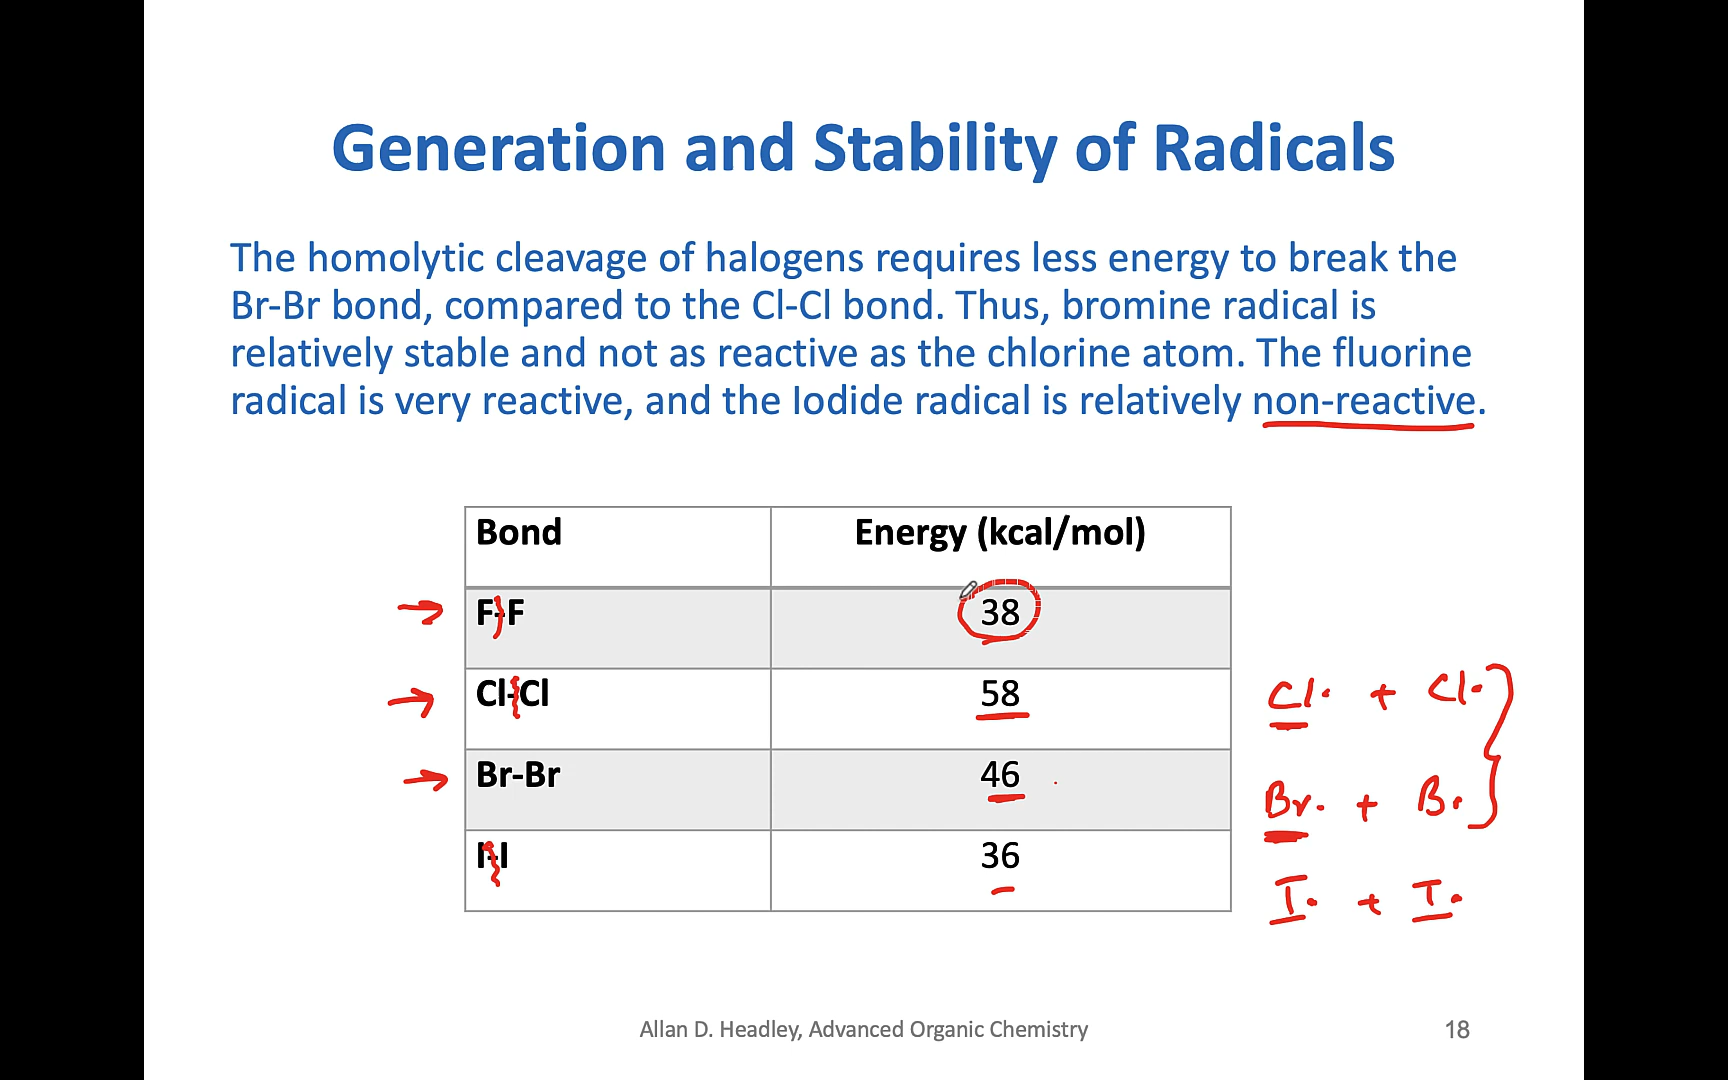 Generation and Stability of Radicals
The homolytic cleavage of halogens requires less energy to break the
Br-Br bond, compared to the Cl-Cl bond. Thus, bromine radical is
relatively stable and not as reactive as the chlorine atom. The fluorine
radical is very reactive, and the Iodide radical is relatively non-reactive.
Bond Energy (kcal/mol)
F-F 38
Cl-Cl 58
Cl· + Cl·
Br-Br 46
Br· + Br·
I-I 36
I· + I·
Allan D. Headley, Advanced Organic Chemistry 18